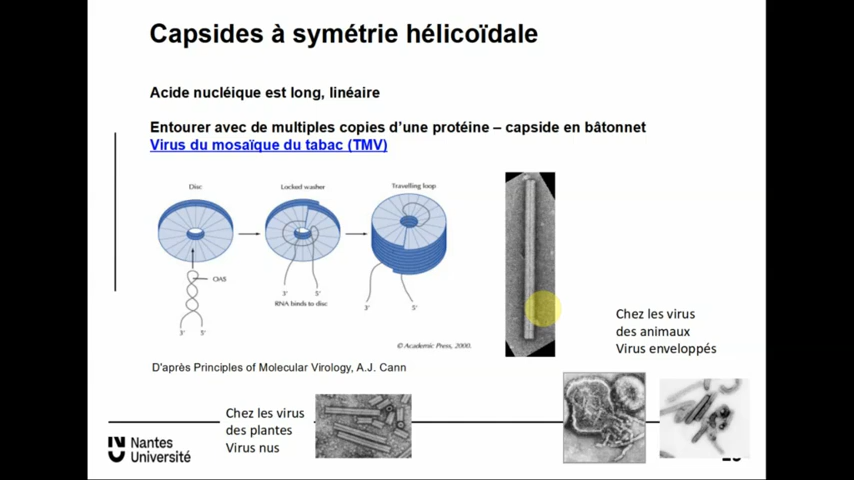 Capsides à symétrie hélicoïdale
Acide nucléique est long, linéaire
Entourer avec de multiples copies d'une protéine – capside en bâtonnet
Virus du mosaïque du tabac (TMV)
Disc
Locked washer
Travelling loop
OAS
3' 5'
3' 5'
RNA binds to disc
3' 5'
© Academic Press, 2000.
D'après Principles of Molecular Virology, A.J. Cann
Chez les virus
des animaux
Virus enveloppés
Chez les virus
des plantes
Virus nus
Nantes
Université